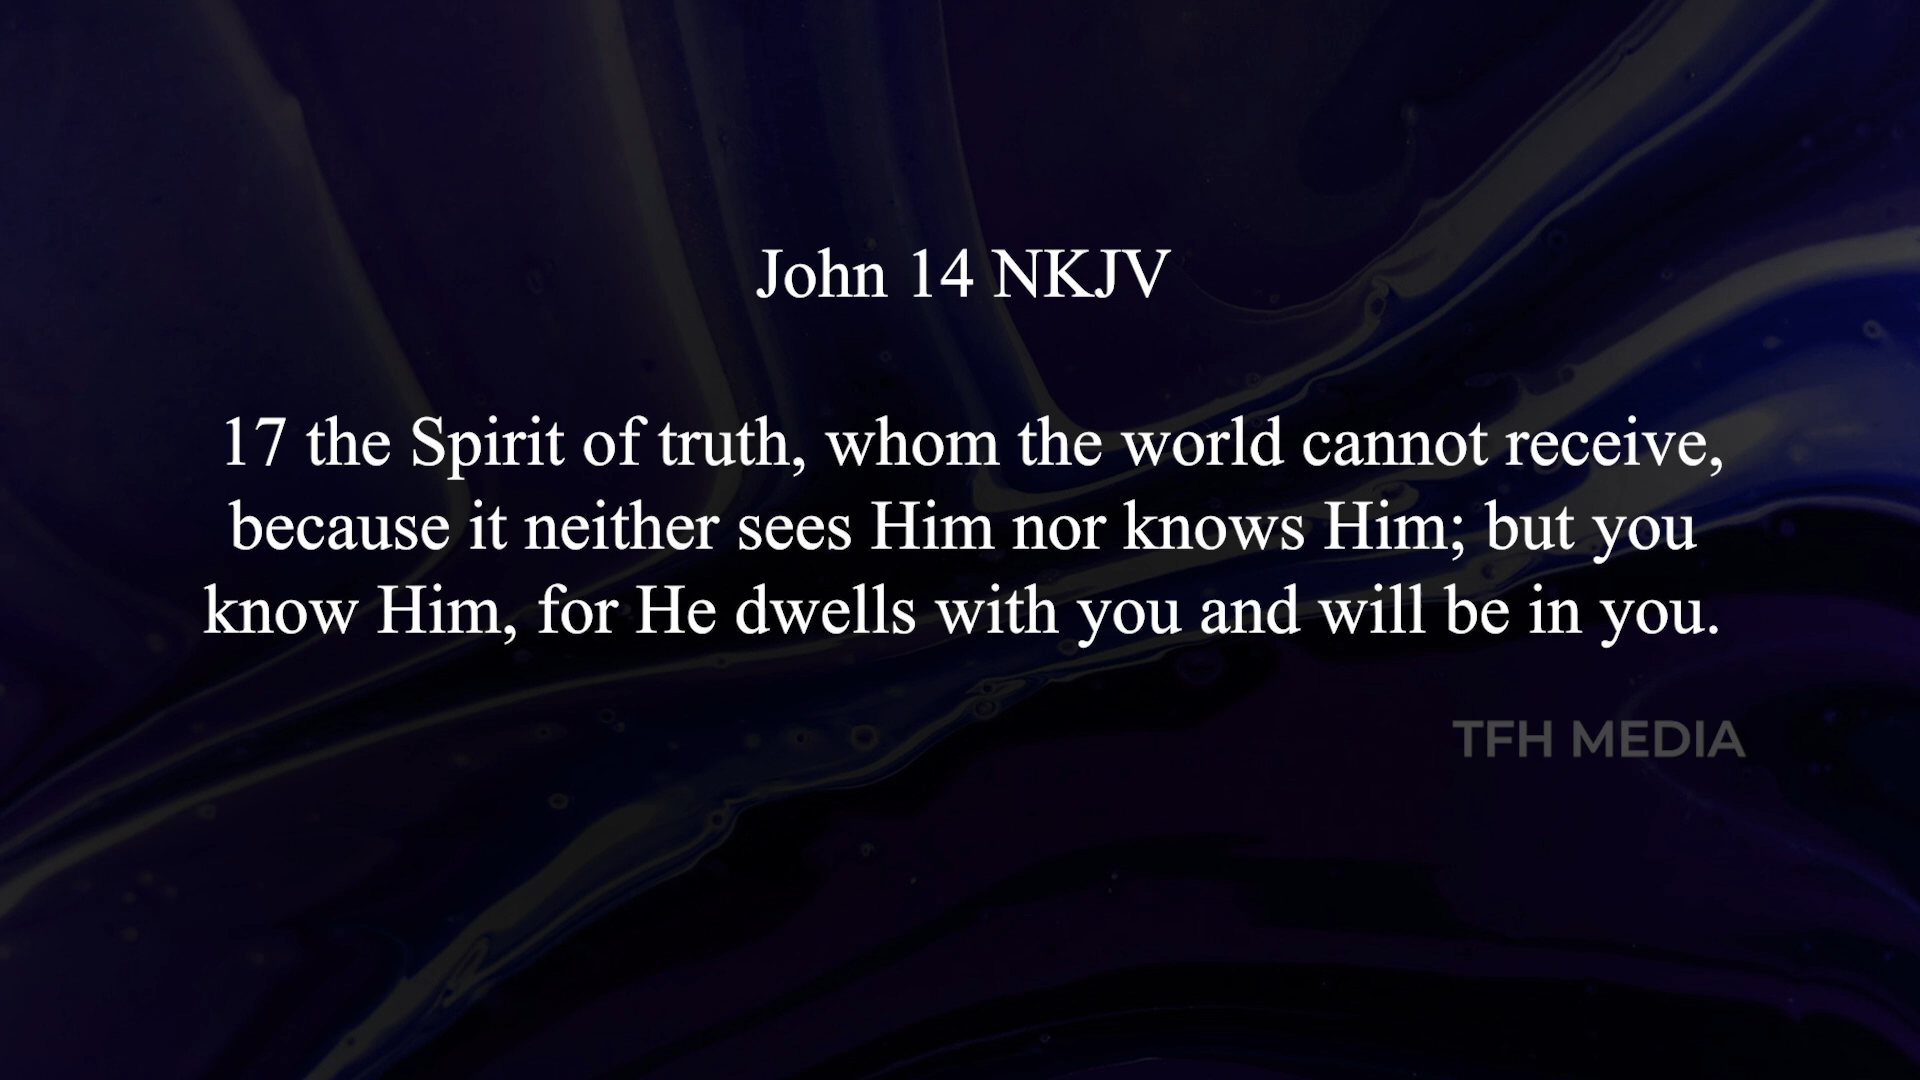 John 14 NKJV
17 the Spirit of truth, whom the world cannot receive,
because it neither sees Him nor knows Him; but you
know Him, for He dwells with you and will be in you.
TFH MEDIA